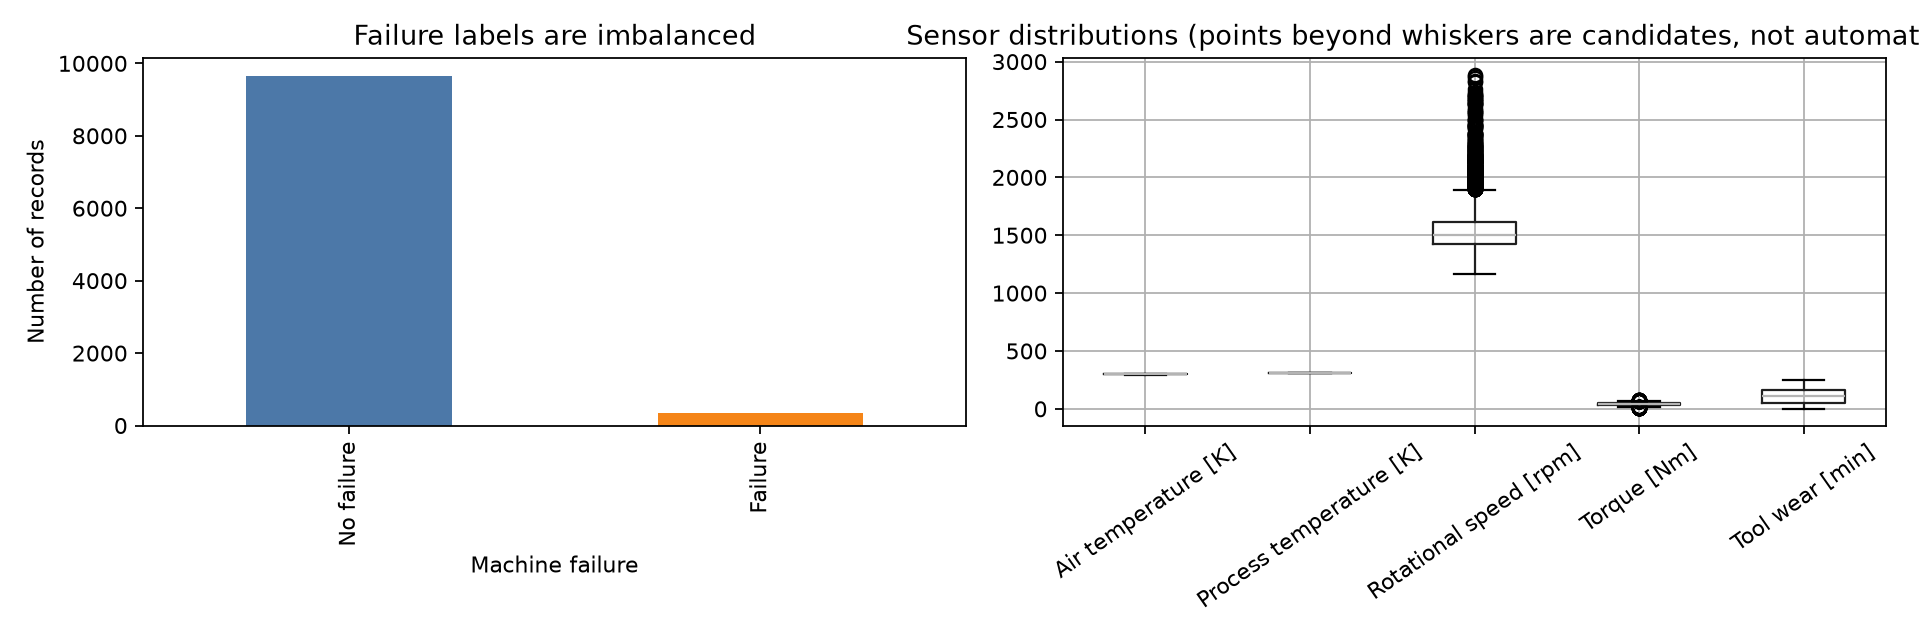 Failure labels are imbalanced
10000
8000
6000
4000
2000
0
Number of records
No failure
Failure
Machine failure
Sensor distributions (points beyond whiskers are candidates, not automat
3000
2500
2000
1500
1000
500
0
Air temperature [K]
Process temperature [K]
Rotational speed [rpm]
Torque [Nm]
Tool wear [min]